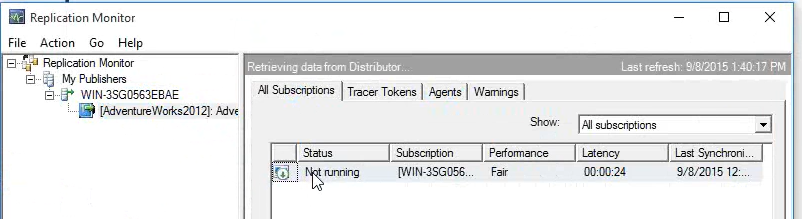 Replication Monitor
File Action Go Help
Replication Monitor
My Publishers
WIN-3SG0563EBAE
[AdventureWorks2012]: Adve
Retrieving data from Distributor... Last refresh: 9/8/2015 1:40:17 PM
All Subscriptions Tracer Tokens Agents Warnings
Show: All subscriptions
Status Subscription Performance Latency Last Synchroni...
Not running [WIN-3SG056... Fair 00:00:24 9/8/2015 12:...